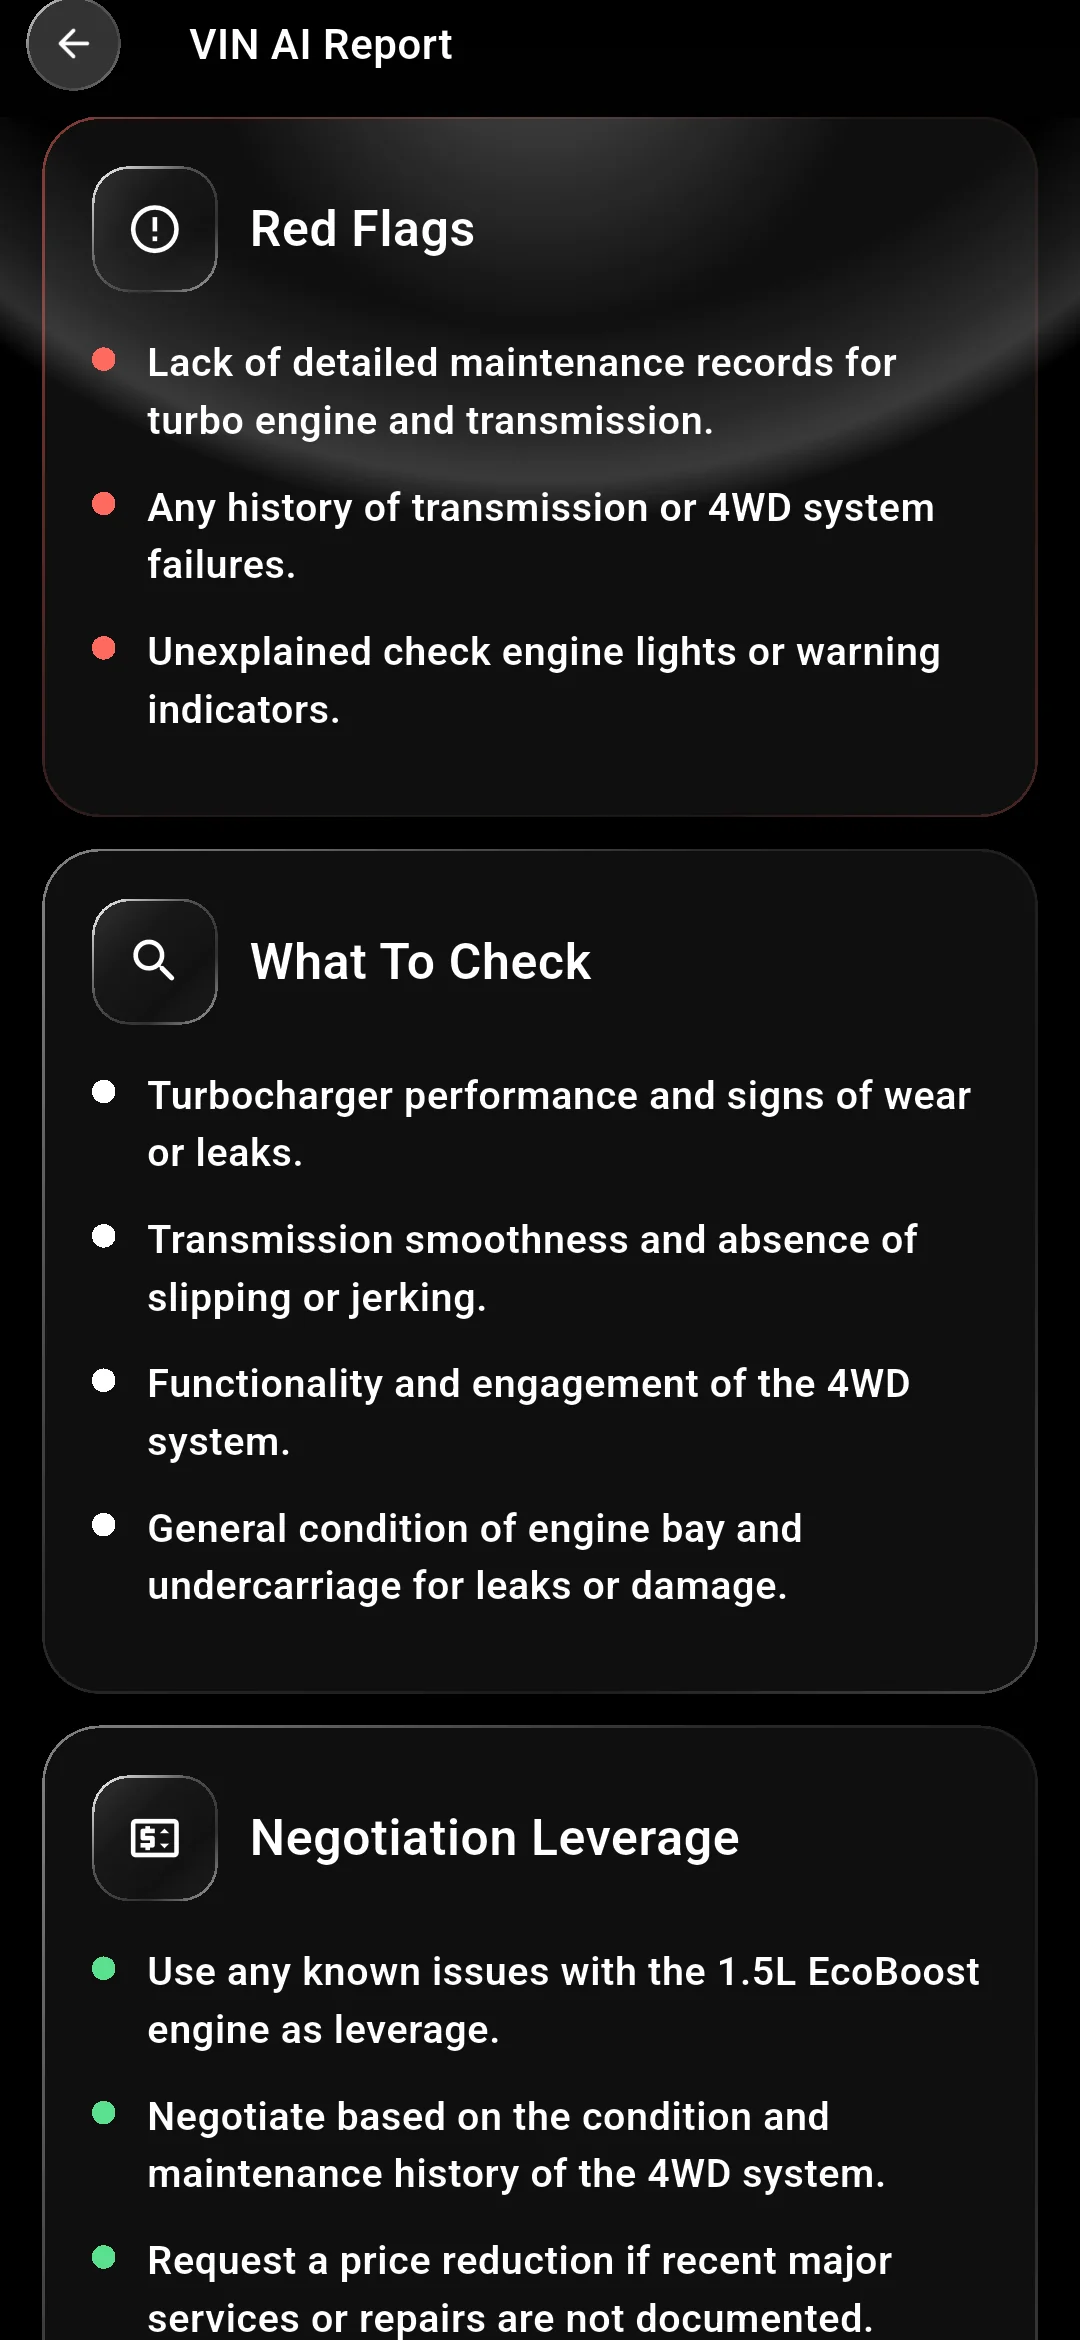 VIN AI Report
Red Flags
Lack of detailed maintenance records for
turbo engine and transmission.
Any history of transmission or 4WD system
failures.
Unexplained check engine lights or warning
indicators.
What To Check
Turbocharger performance and signs of wear
or leaks.
Transmission smoothness and absence of
slipping or jerking.
Functionality and engagement of the 4WD
system.
General condition of engine bay and
undercarriage for leaks or damage.
Negotiation Leverage
Use any known issues with the 1.5L EcoBoost
engine as leverage.
Negotiate based on the condition and
maintenance history of the 4WD system.
Request a price reduction if recent major
services or repairs are not documented.